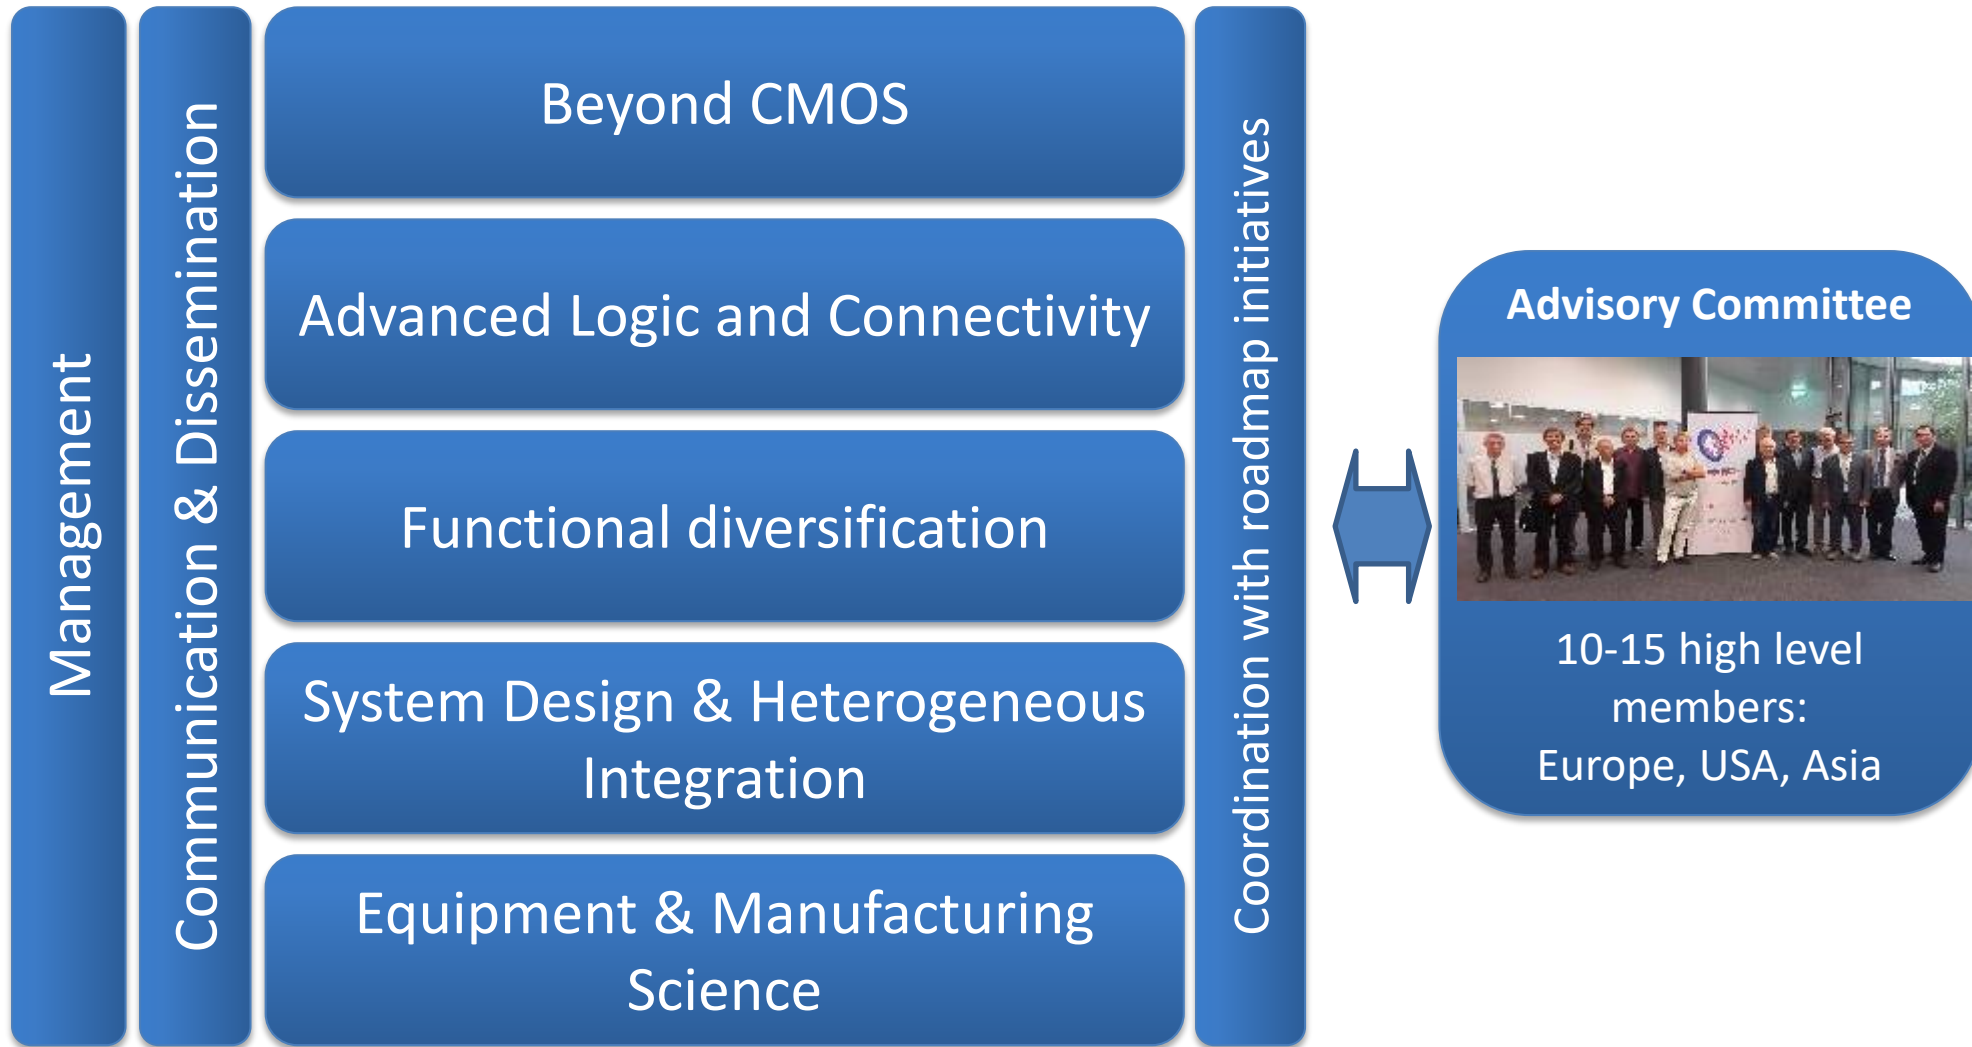 Management
Communication & Dissemination
Beyond CMOS
Advanced Logic and Connectivity
Functional diversification
System Design & Heterogeneous
Integration
Equipment & Manufacturing
Science
Coordination with roadmap initiatives
Advisory Committee
10-15 high level
members:
Europe, USA, Asia